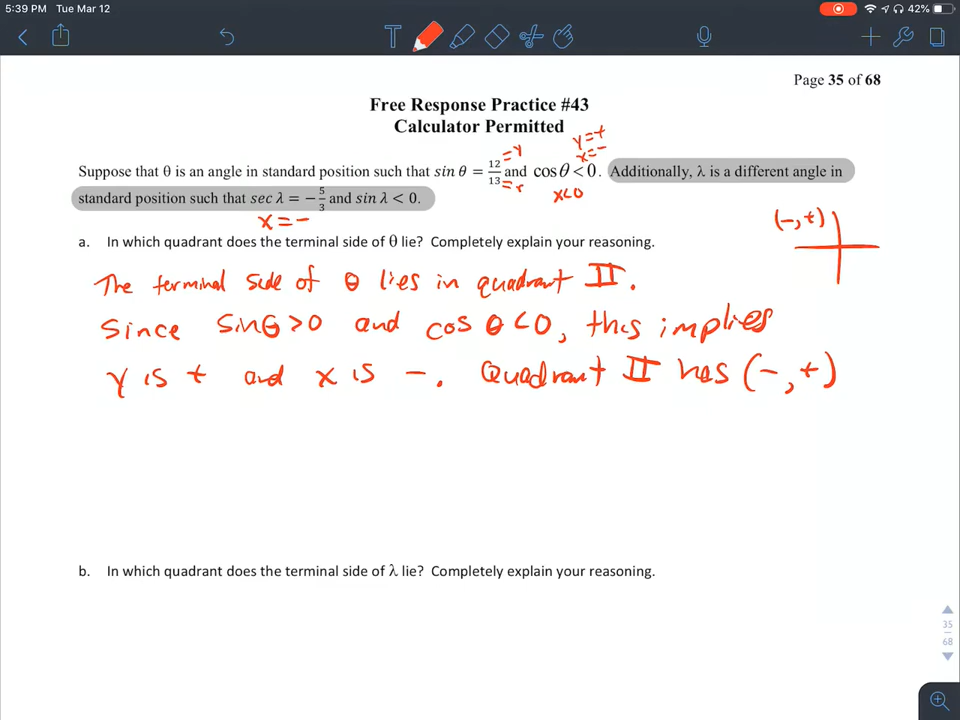 5:39 PM Tue Mar 12
42%
T
Page 35 of 68
Free Response Practice #43
Calculator Permitted
y=+
x=-
=y
Suppose that θ is an angle in standard position such that sin θ = 12/13 and cos θ < 0. Additionally, λ is a different angle in
=r
x<0
standard position such that sec λ = −5/3 and sin λ < 0.
x = -
(-,+)
a. In which quadrant does the terminal side of θ lie? Completely explain your reasoning.
The terminal side of θ lies in quadrant II.
Since sinθ>0 and cos θ<0, this implies
y is + and x is -. Quadrant II has (-,+)
b. In which quadrant does the terminal side of λ lie? Completely explain your reasoning.
35
68